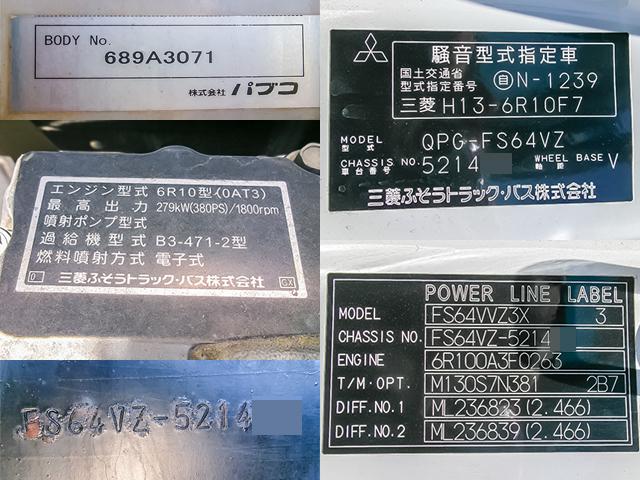 BODY No.
689A3071
株式会社 パブコ
エンジン型式 6R10型(0AT3)
最高出力 279kW(380PS)/1800rpm
噴射ポンプ型式
過給機型式 B3-471-2型
燃料噴射方式 電子式
0 三菱ふそうトラック・バス株式会社 GX
FS64VZ-5214
騒音型式指定車
国土交通省
型式指定番号 自N-1239
三菱 H13-6R10F7
MODEL
型式 QPG-FS64VZ
CHASSIS NO.
車台番号 5214 WHEEL BASE
軸距 V
三菱ふそうトラック・バス株式会社
POWER LINE LABEL
MODEL FS64VVZ3X 3
CHASSIS NO. FS64VZ-5214
ENGINE 6R100A3F0263
T/M・OPT. M130S7N381 2B7
DIFF.NO.1 ML236823(2.466)
DIFF.NO.2 ML236839(2.466)